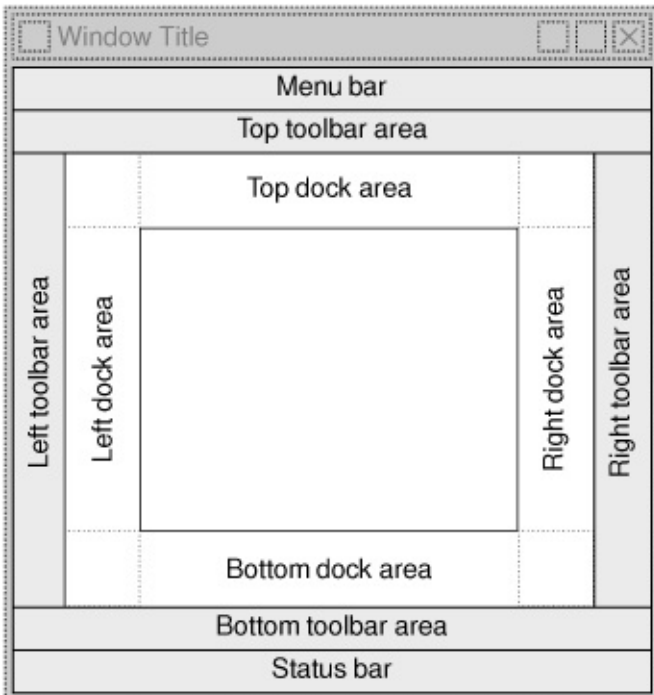 Window Title
Menu bar
Top toolbar area
Top dock area
Left toolbar area
Left dock area
Right dock area
Right toolbar area
Bottom dock area
Bottom toolbar area
Status bar